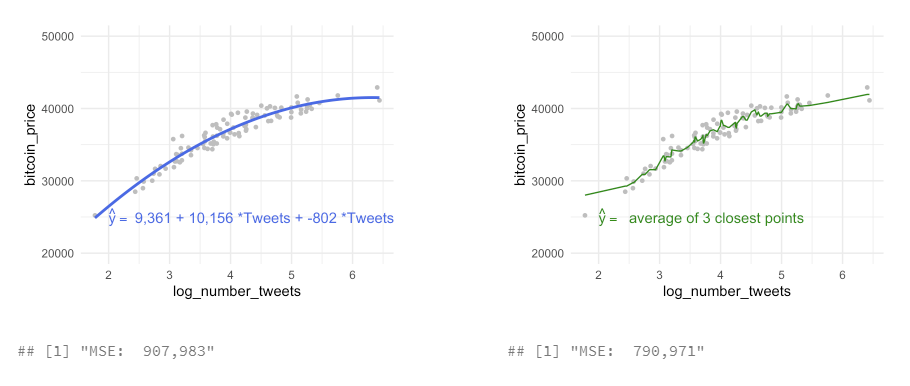 50000
40000
30000
20000
bitcoin_price
ŷ = 9,361 + 10,156 *Tweets + -802 *Tweets
2 3 4 5 6
log_number_tweets
## [1] "MSE:  907,983"
50000
40000
30000
20000
bitcoin_price
ŷ = average of 3 closest points
2 3 4 5 6
log_number_tweets
## [1] "MSE:  790,971"